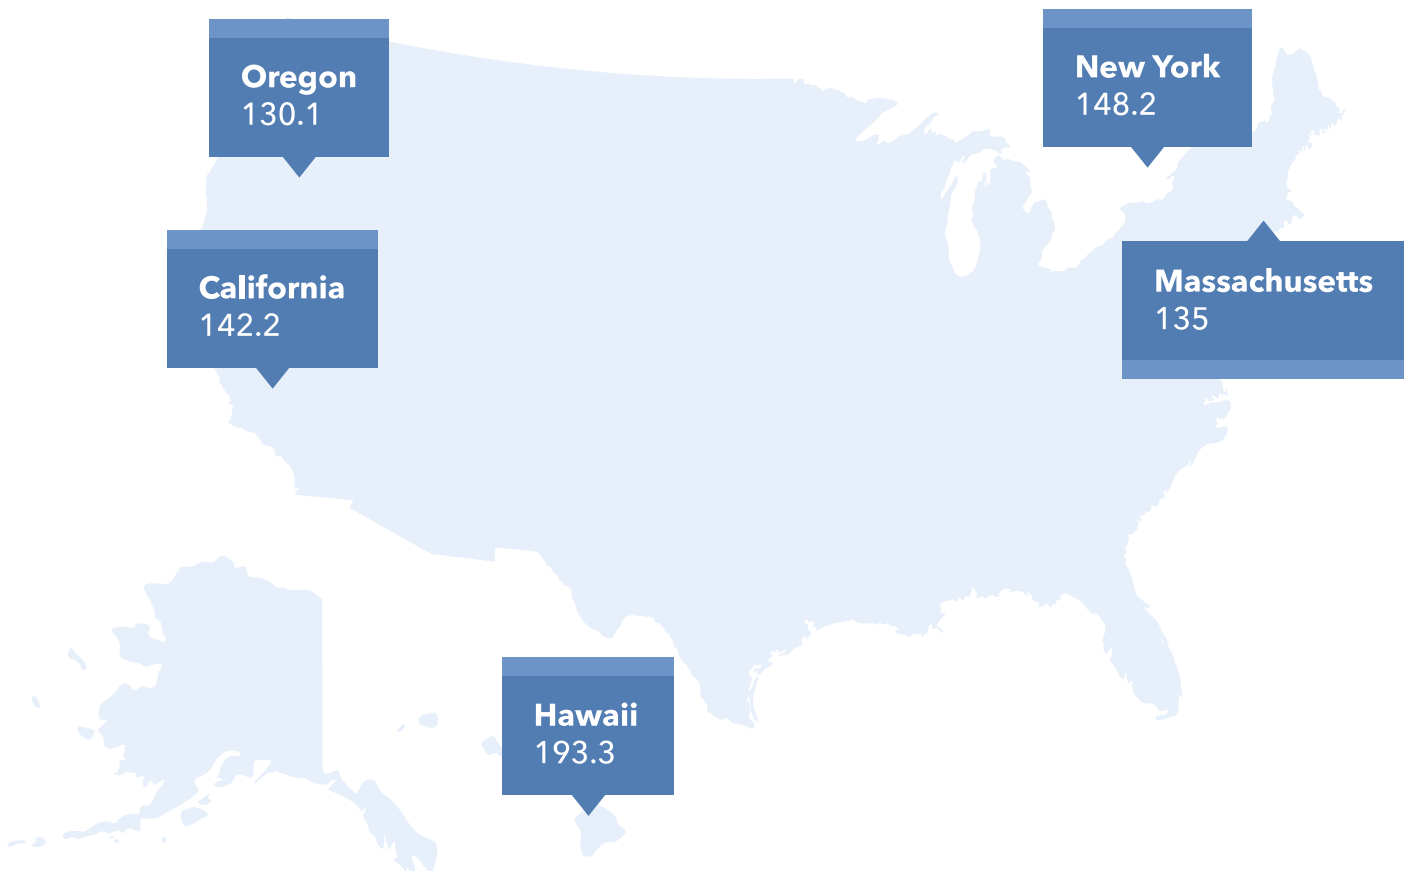 Oregon
130.1
New York
148.2
California
142.2
Massachusetts
135
Hawaii
193.3